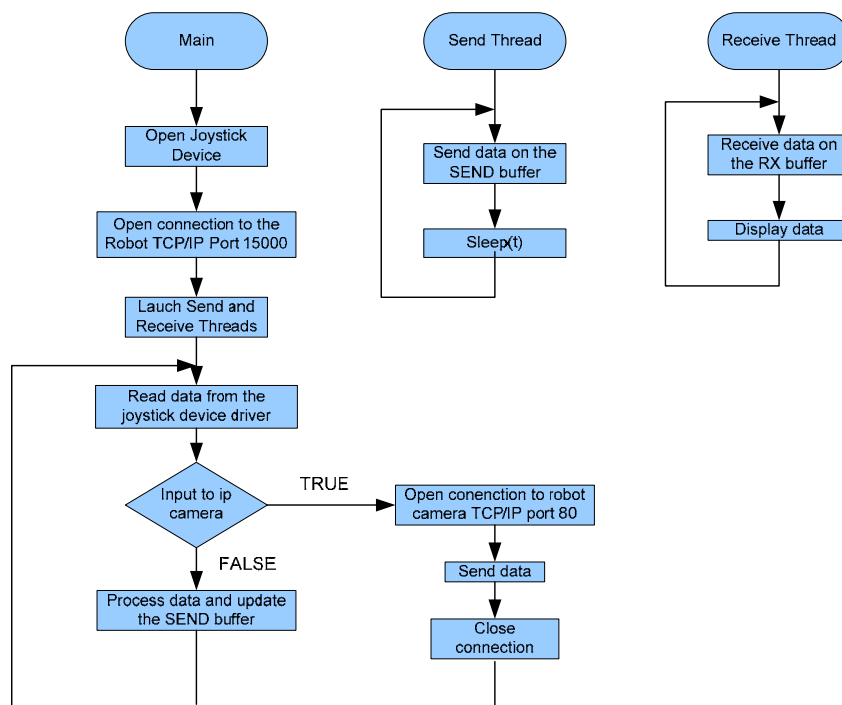 Main
Open Joystick
Device
Open connection to the
Robot TCP/IP Port 15000
Lauch Send and
Receive Threads
Read data from the
joystick device driver
Input to ip
camera
TRUE
FALSE
Process data and update
the SEND buffer
Open conenction to robot
camera TCP/IP port 80
Send data
Close
connection
Send Thread
Send data on the
SEND buffer
Sleep(t)
Receive Thread
Receive data on
the RX buffer
Display data